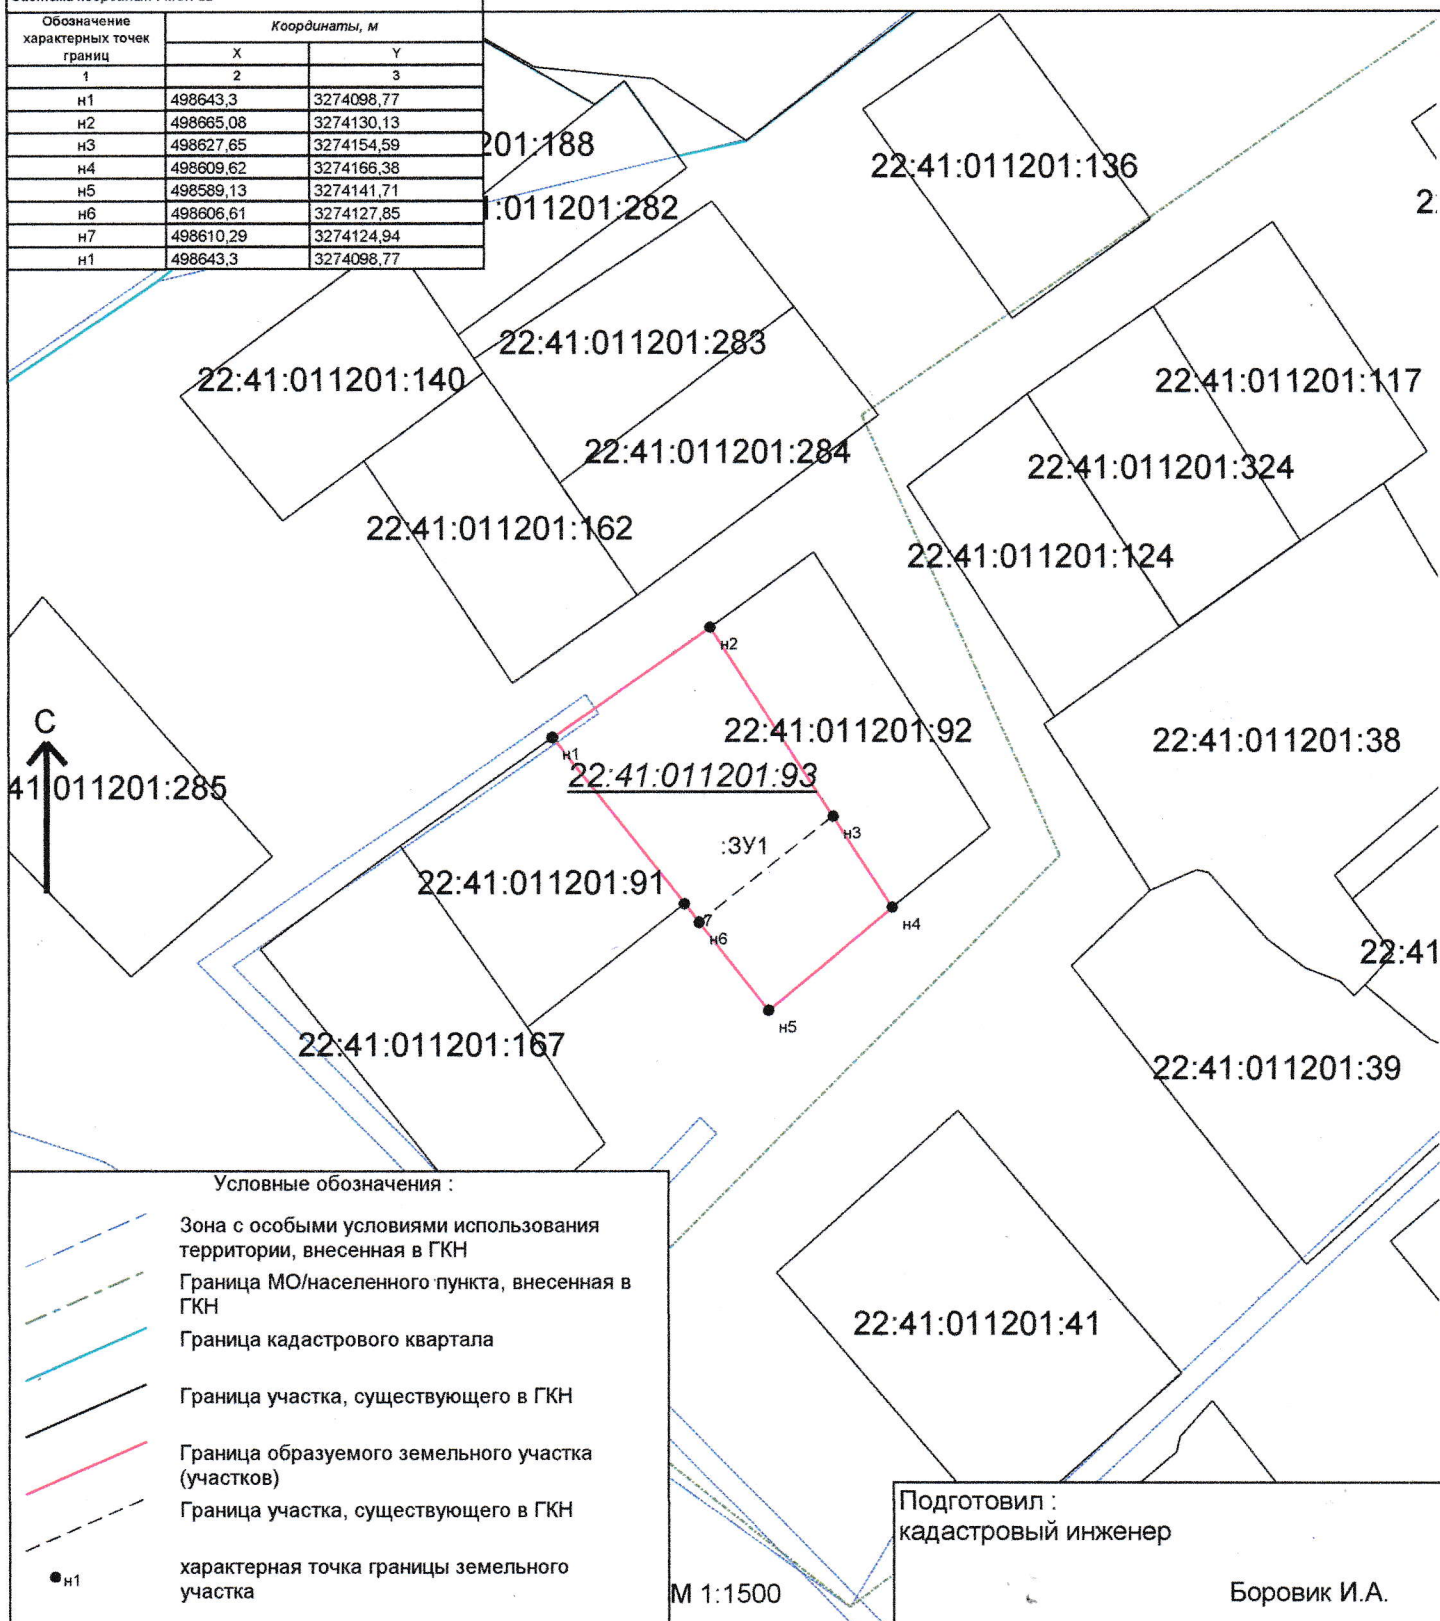 Обозначение
характерных точек
границ
Координаты, м
X Y
1 2 3
н1 498643,3 3274098,77
н2 498665,08 3274130,13
н3 498627,65 3274154,59
н4 498609,62 3274166,38
н5 498589,13 3274141,71
н6 498606,61 3274127,85
н7 498610,29 3274124,94
н1 498643,3 3274098,77
201:188
22:41:011201:136
1:011201:282
22:41:011201:283
22:41:011201:140
22:41:011201:117
22:41:011201:284
22:41:011201:324
22:41:011201:162
22:41:011201:124
н2
С
22:41:011201:92
22:41:011201:38
н1
22:41:011201:93
41:011201:285
н3
:ЗУ1
22:41:011201:91
7
н4
н6
22:41
н5
22:41:011201:167
22:41:011201:39
22:41:011201:41
Условные обозначения :
Зона с особыми условиями использования
территории, внесенная в ГКН
Граница МО/населенного пункта, внесенная в
ГКН
Граница кадастрового квартала
Граница участка, существующего в ГКН
Граница образуемого земельного участка
(участков)
Граница участка, существующего в ГКН
н1
характерная точка границы земельного
участка
М 1:1500
Подготовил :
кадастровый инженер
Боровик И.А.